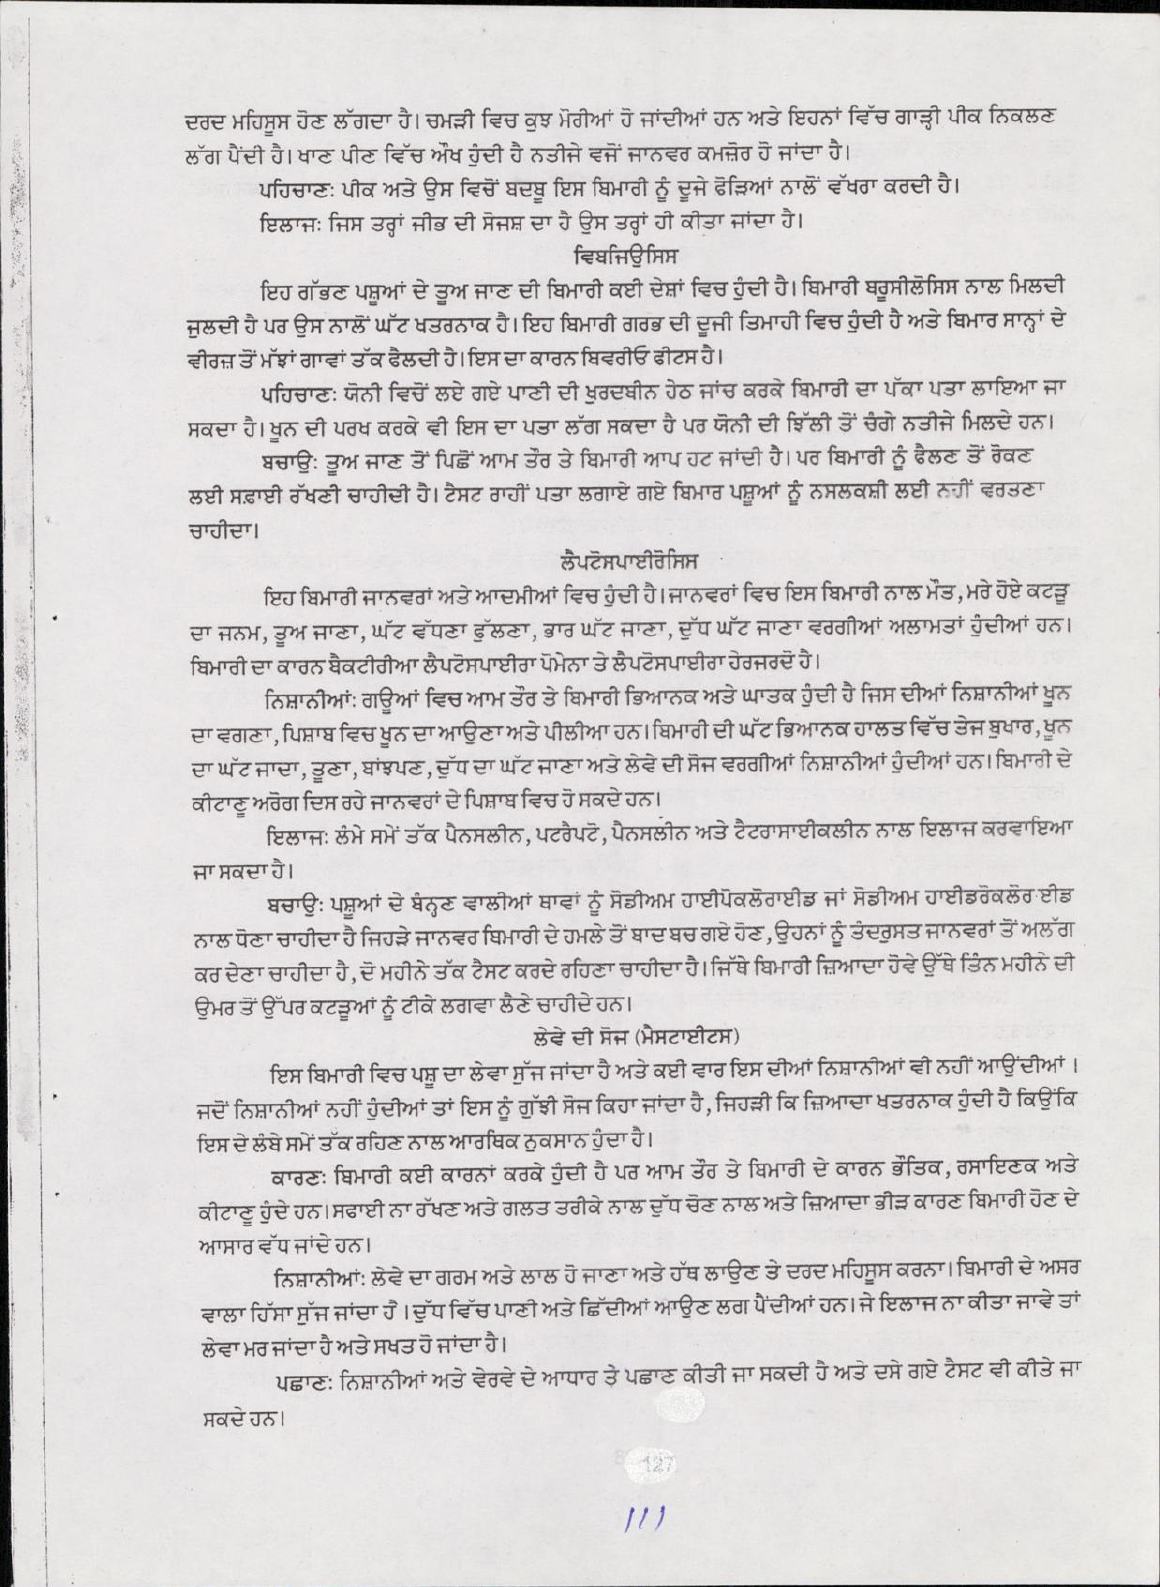 ਦਰਦ ਮਹਿਸੂਸ ਹੋਣ ਲੱਗਦਾ ਹੈ। ਚਮੜੀ ਵਿਚ ਕੁਝ ਮੋਰੀਆਂ ਹੋ ਜਾਂਦੀਆਂ ਹਨ ਅਤੇ ਇਹਨਾਂ ਵਿੱਚ ਗਾੜ੍ਹੀ ਪੀਕ ਨਿਕਲਣ
ਲੱਗ ਪੈਂਦੀ ਹੈ। ਖਾਣ ਪੀਣ ਵਿੱਚ ਔਖ ਹੁੰਦੀ ਹੈ ਨਤੀਜੇ ਵਜੋਂ ਜਾਨਵਰ ਕਮਜ਼ੋਰ ਹੋ ਜਾਂਦਾ ਹੈ।
ਪਹਿਚਾਣ: ਪੀਕ ਅਤੇ ਉਸ ਵਿਚੋਂ ਬਦਬੂ ਇਸ ਬਿਮਾਰੀ ਨੂੰ ਦੂਜੇ ਫੋੜਿਆਂ ਨਾਲੋਂ ਵੱਖਰਾ ਕਰਦੀ ਹੈ।
ਇਲਾਜ: ਜਿਸ ਤਰ੍ਹਾਂ ਜੀਭ ਦੀ ਸੋਜਸ਼ ਦਾ ਹੈ ਉਸ ਤਰ੍ਹਾਂ ਹੀ ਕੀਤਾ ਜਾਂਦਾ ਹੈ।
ਵਿਬਜਿਉਸਿਸ
ਇਹ ਗੱਭਣ ਪਸ਼ੂਆਂ ਦੇ ਤੂਅ ਜਾਣ ਦੀ ਬਿਮਾਰੀ ਕਈ ਦੇਸ਼ਾਂ ਵਿਚ ਹੁੰਦੀ ਹੈ। ਬਿਮਾਰੀ ਬਰੂਸੀਲੋਸਿਸ ਨਾਲ ਮਿਲਦੀ
ਜੁਲਦੀ ਹੈ ਪਰ ਉਸ ਨਾਲੋਂ ਘੱਟ ਖਤਰਨਾਕ ਹੈ। ਇਹ ਬਿਮਾਰੀ ਗਰਭ ਦੀ ਦੂਜੀ ਤਿਮਾਹੀ ਵਿਚ ਹੁੰਦੀ ਹੈ ਅਤੇ ਬਿਮਾਰ ਸਾਨ੍ਹਾਂ ਦੇ
ਵੀਰਜ਼ ਤੋਂ ਮੱਝਾਂ ਗਾਵਾਂ ਤੱਕ ਫੈਲਦੀ ਹੈ। ਇਸ ਦਾ ਕਾਰਨ ਬਿਵਰੀਓ ਫੀਟਸ ਹੈ।
ਪਹਿਚਾਣ: ਯੋਨੀ ਵਿਚੋਂ ਲਏ ਗਏ ਪਾਣੀ ਦੀ ਖੁਰਦਬੀਨ ਹੇਠ ਜਾਂਚ ਕਰਕੇ ਬਿਮਾਰੀ ਦਾ ਪੱਕਾ ਪਤਾ ਲਾਇਆ ਜਾ
ਸਕਦਾ ਹੈ। ਖੂਨ ਦੀ ਪਰਖ ਕਰਕੇ ਵੀ ਇਸ ਦਾ ਪਤਾ ਲੱਗ ਸਕਦਾ ਹੈ ਪਰ ਯੋਨੀ ਦੀ ਝਿੱਲੀ ਤੋਂ ਚੰਗੇ ਨਤੀਜੇ ਮਿਲਦੇ ਹਨ।
ਬਚਾਉ: ਤੂਅ ਜਾਣ ਤੋਂ ਪਿਛੋਂ ਆਮ ਤੌਰ ਤੇ ਬਿਮਾਰੀ ਆਪ ਹਟ ਜਾਂਦੀ ਹੈ। ਪਰ ਬਿਮਾਰੀ ਨੂੰ ਫੈਲਣ ਤੋਂ ਰੋਕਣ
ਲਈ ਸਫ਼ਾਈ ਰੱਖਣੀ ਚਾਹੀਦੀ ਹੈ। ਟੈਸਟ ਰਾਹੀਂ ਪਤਾ ਲਗਾਏ ਗਏ ਬਿਮਾਰ ਪਸ਼ੂਆਂ ਨੂੰ ਨਸਲਕਸ਼ੀ ਲਈ ਨਹੀਂ ਵਰਤਣਾ
ਚਾਹੀਦਾ।
ਲੈਪਟੋਸਪਾਈਰੋਸਿਸ
ਇਹ ਬਿਮਾਰੀ ਜਾਨਵਰਾਂ ਅਤੇ ਆਦਮੀਆਂ ਵਿਚ ਹੁੰਦੀ ਹੈ। ਜਾਨਵਰਾਂ ਵਿਚ ਇਸ ਬਿਮਾਰੀ ਨਾਲ ਮੌਤ, ਮਰੇ ਹੋਏ ਕਟੜੂ
ਦਾ ਜਨਮ, ਤੂਅ ਜਾਣਾ, ਘੱਟ ਵੱਧਣਾ ਫੁੱਲਣਾ, ਭਾਰ ਘੱਟ ਜਾਣਾ, ਦੁੱਧ ਘੱਟ ਜਾਣਾ ਵਰਗੀਆਂ ਅਲਾਮਤਾਂ ਹੁੰਦੀਆਂ ਹਨ।
ਬਿਮਾਰੀ ਦਾ ਕਾਰਨ ਬੈਕਟੀਰੀਆ ਲੈਪਟੋਸਪਾਈਰਾ ਪੋਮੇਨਾ ਤੇ ਲੈਪਟੋਸਪਾਈਰਾ ਹੇਰਜਰਦੋ ਹੈ।
ਨਿਸ਼ਾਨੀਆਂ: ਗਊਆਂ ਵਿਚ ਆਮ ਤੌਰ ਤੇ ਬਿਮਾਰੀ ਭਿਆਨਕ ਅਤੇ ਘਾਤਕ ਹੁੰਦੀ ਹੈ ਜਿਸ ਦੀਆਂ ਨਿਸ਼ਾਨੀਆਂ ਖੂਨ
ਦਾ ਵਗਣਾ, ਪਿਸ਼ਾਬ ਵਿਚ ਖੂਨ ਦਾ ਆਉਣਾ ਅਤੇ ਪੀਲੀਆ ਹਨ। ਬਿਮਾਰੀ ਦੀ ਘੱਟ ਭਿਆਨਕ ਹਾਲਤ ਵਿੱਚ ਤੇਜ ਬੁਖਾਰ, ਖੂਨ
ਦਾ ਘੱਟ ਜਾਦਾ, ਤੂਣਾ, ਬਾਂਝਪਣ, ਦੁੱਧ ਦਾ ਘੱਟ ਜਾਣਾ ਅਤੇ ਲੇਵੇ ਦੀ ਸੋਜ ਵਰਗੀਆਂ ਨਿਸ਼ਾਨੀਆਂ ਹੁੰਦੀਆਂ ਹਨ। ਬਿਮਾਰੀ ਦੇ
ਕੀਟਾਣੂ ਅਰੋਗ ਦਿਸ ਰਹੇ ਜਾਨਵਰਾਂ ਦੇ ਪਿਸ਼ਾਬ ਵਿਚ ਹੋ ਸਕਦੇ ਹਨ।
ਇਲਾਜ: ਲੰਮੇ ਸਮੇਂ ਤੱਕ ਪੈਨਸਲੀਨ, ਪਟਰੈਪਟੋ, ਪੈਨਸਲੀਨ ਅਤੇ ਟੈਟਰਾਸਾਈਕਲੀਨ ਨਾਲ ਇਲਾਜ ਕਰਵਾਇਆ
ਜਾ ਸਕਦਾ ਹੈ।
ਬਚਾਉ: ਪਸ਼ੂਆਂ ਦੇ ਬੰਨ੍ਹਣ ਵਾਲੀਆਂ ਥਾਵਾਂ ਨੂੰ ਸੋਡੀਅਮ ਹਾਈਪੋਕਲੋਰਾਈਡ ਜਾਂ ਸੋਡੀਅਮ ਹਾਈਡਰੋਕਲੋਰਾਈਡ
ਨਾਲ ਧੋਣਾ ਚਾਹੀਦਾ ਹੈ ਜਿਹੜੇ ਜਾਨਵਰ ਬਿਮਾਰੀ ਦੇ ਹਮਲੇ ਤੋਂ ਬਾਦ ਬਚ ਗਏ ਹੋਣ, ਉਹਨਾਂ ਨੂੰ ਤੰਦਰੁਸਤ ਜਾਨਵਰਾਂ ਤੋਂ ਅਲੱਗ
ਕਰ ਦੇਣਾ ਚਾਹੀਦਾ ਹੈ, ਦੋ ਮਹੀਨੇ ਤੱਕ ਟੈਸਟ ਕਰਦੇ ਰਹਿਣਾ ਚਾਹੀਦਾ ਹੈ। ਜਿੱਥੇ ਬਿਮਾਰੀ ਜ਼ਿਆਦਾ ਹੋਵੇ ਉੱਥੇ ਤਿੰਨ ਮਹੀਨੇ ਦੀ
ਉਮਰ ਤੋਂ ਉੱਪਰ ਕਟੜੂਆਂ ਨੂੰ ਟੀਕੇ ਲਗਵਾ ਲੈਣੇ ਚਾਹੀਦੇ ਹਨ।
ਲੇਵੇ ਦੀ ਸੋਜ (ਮੈਸਟਾਈਟਸ)
ਇਸ ਬਿਮਾਰੀ ਵਿਚ ਪਸ਼ੂ ਦਾ ਲੇਵਾ ਸੁੱਜ ਜਾਂਦਾ ਹੈ ਅਤੇ ਕਈ ਵਾਰ ਇਸ ਦੀਆਂ ਨਿਸ਼ਾਨੀਆਂ ਵੀ ਨਹੀਂ ਆਉਂਦੀਆਂ ।
ਜਦੋਂ ਨਿਸ਼ਾਨੀਆਂ ਨਹੀਂ ਹੁੰਦੀਆਂ ਤਾਂ ਇਸ ਨੂੰ ਗੁੱਝੀ ਸੋਜ ਕਿਹਾ ਜਾਂਦਾ ਹੈ, ਜਿਹੜੀ ਕਿ ਜ਼ਿਆਦਾ ਖਤਰਨਾਕ ਹੁੰਦੀ ਹੈ ਕਿਉਂਕਿ
ਇਸ ਦੇ ਲੰਬੇ ਸਮੇਂ ਤੱਕ ਰਹਿਣ ਨਾਲ ਆਰਥਿਕ ਨੁਕਸਾਨ ਹੁੰਦਾ ਹੈ।
ਕਾਰਣ: ਬਿਮਾਰੀ ਕਈ ਕਾਰਨਾਂ ਕਰਕੇ ਹੁੰਦੀ ਹੈ ਪਰ ਆਮ ਤੌਰ ਤੇ ਬਿਮਾਰੀ ਦੇ ਕਾਰਨ ਭੌਤਿਕ, ਰਸਾਇਣਕ ਅਤੇ
ਕੀਟਾਣੂ ਹੁੰਦੇ ਹਨ। ਸਫਾਈ ਨਾ ਰੱਖਣ ਅਤੇ ਗਲਤ ਤਰੀਕੇ ਨਾਲ ਦੁੱਧ ਚੋਣ ਨਾਲ ਅਤੇ ਜ਼ਿਆਦਾ ਭੀੜ ਕਾਰਣ ਬਿਮਾਰੀ ਹੋਣ ਦੇ
ਆਸਾਰ ਵੱਧ ਜਾਂਦੇ ਹਨ।
ਨਿਸ਼ਾਨੀਆਂ: ਲੇਵੇ ਦਾ ਗਰਮ ਅਤੇ ਲਾਲ ਹੋ ਜਾਣਾ ਅਤੇ ਹੱਥ ਲਾਉਣ ਤੇ ਦਰਦ ਮਹਿਸੂਸ ਕਰਨਾ। ਬਿਮਾਰੀ ਦੇ ਅਸਰ
ਵਾਲਾ ਹਿੱਸਾ ਸੁੱਜ ਜਾਂਦਾ ਹੈ। ਦੁੱਧ ਵਿੱਚ ਪਾਣੀ ਅਤੇ ਛਿੱਦੀਆਂ ਆਉਣ ਲਗ ਪੈਂਦੀਆਂ ਹਨ। ਜੇ ਇਲਾਜ ਨਾ ਕੀਤਾ ਜਾਵੇ ਤਾਂ
ਲੇਵਾ ਮਰ ਜਾਂਦਾ ਹੈ ਅਤੇ ਸਖਤ ਹੋ ਜਾਂਦਾ ਹੈ।
ਪਛਾਣ: ਨਿਸ਼ਾਨੀਆਂ ਅਤੇ ਵੇਰਵੇ ਦੇ ਆਧਾਰ ਤੇ ਪਛਾਣ ਕੀਤੀ ਜਾ ਸਕਦੀ ਹੈ ਅਤੇ ਦਸੇ ਗਏ ਟੈਸਟ ਵੀ ਕੀਤੇ ਜਾ
ਸਕਦੇ ਹਨ।
127
111